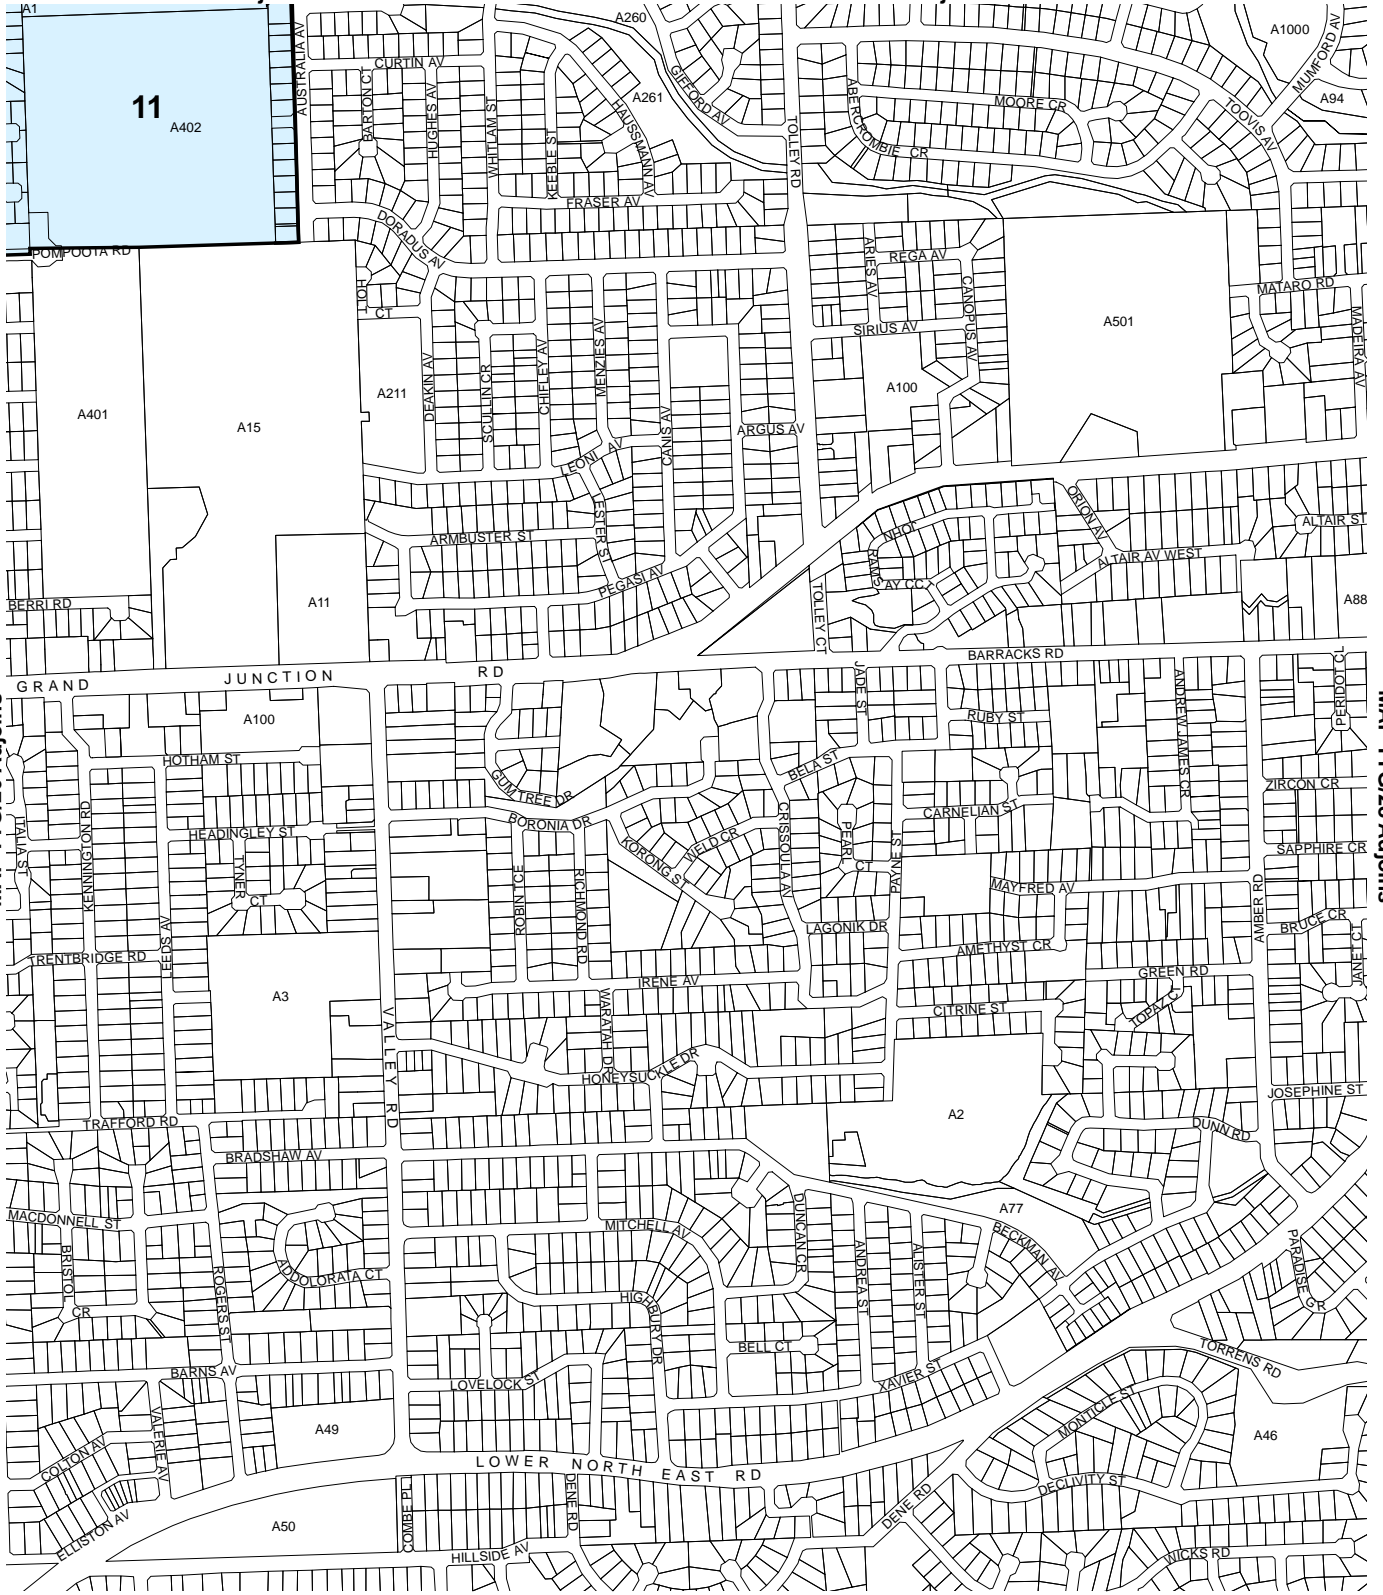 A1
A260
A1000
MUMFORD AV
AUSTRALIA AV
CURTIN AV
GIFFORD AV
11
A402
BARTON CT
HUGHES AV
WHITLAM ST
KEEBLE ST
HAUSSMANN AV
A261
TOLLEY RD
ABERCROMBIE CR
MOORE CR
TOOVIS AV
A94
FRASER AV
DORADUS AV
POMPOOTA RD
HOLT
CT
ARIES AV
REGA AV
CANOPUS AV
SIRIUS AV
A501
MATARO RD
MADEIRA AV
A401
A15
A211
DEAKIN AV
SCULLIN CR
CHIFLEY AV
MENZIES AV
CANIS AV
ARGUS AV
A100
LEONI AV
ESTER S
ARMBUSTER ST
PEGASI AV
ORION AV
ALTAIR ST
ALTAIR AV WEST
RAMS
AY CC
A88
BERRI RD
A11
TOLLEY CT
BARRACKS RD
GRAND JUNCTION RD
A100
JADE ST
RUBY ST
ANDREW JAMES CR
PERIDOT CL
HOTHAM ST
GUM TREE DR
BELA ST
ZIRCON CR
ITALIA ST
KENNINGTON RD
HEADINGLEY ST
BORONIA DR
KORONG ST
WELD CR
CRISSOULA AV
PEARL
CT
CARNELIAN ST
PAYNE ST
SAPPHIRE CR
TYNER
CT
ROBIN TCE
RICHMOND RD
MAYFRED AV
AMBER RD
BRUCE CR
JANET CT
LEEDS AV
TRENTBRIDGE RD
LAGONIK DR
AMETHYST CR
GREEN RD
A3
IRENE AV
WARATAH DR
CITRINE ST
TOPAZ CT
VALLEY RD
HONEYSUCKLE DR
A2
JOSEPHINE ST
TRAFFORD RD
DUNN RD
BRADSHAW AV
MACDONNELL ST
MITCHELL AV
DUNCAN CR
A77
BECKMAN AV
PARADISE GR
BRISTOL
CR
ROGERS ST
ADDOLORATA CT
HIGHBURY DR
ANDREA ST
ALISTER ST
BELL CT
TORRENS RD
BARNS AV
LOVELOCK ST
XAVIER ST
MONTICLE ST
VALERIE AV
A49
A46
COLTON AV
LOWER NORTH EAST RD
DECLIVITY ST
ELLISTON AV
A50
COMBE PL
DENE RD
DENE RD
HILLSIDE AV
WICKS RD